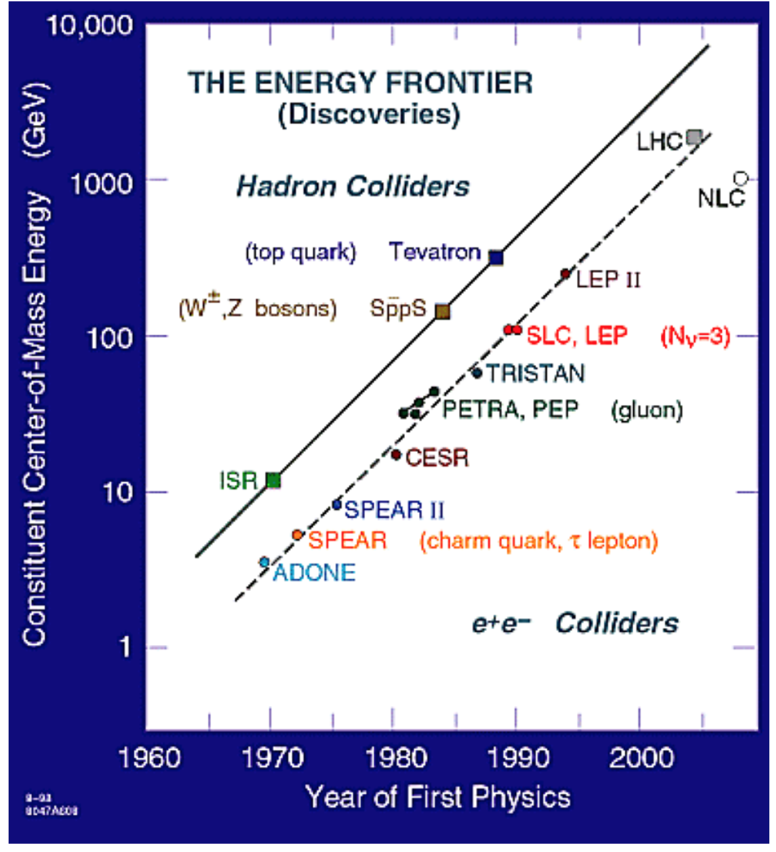 10,000
THE ENERGY FRONTIER
(Discoveries)
Constituent Center-of-Mass Energy (GeV)
LHC
1000
Hadron Colliders
NLC
(top quark) Tevatron
LEP II
(W±,Z bosons) Sp̄pS
100
SLC, LEP (Nν=3)
TRISTAN
PETRA, PEP (gluon)
CESR
ISR
10
SPEAR II
SPEAR (charm quark, τ lepton)
ADONE
e+e− Colliders
1
1960 1970 1980 1990 2000
Year of First Physics